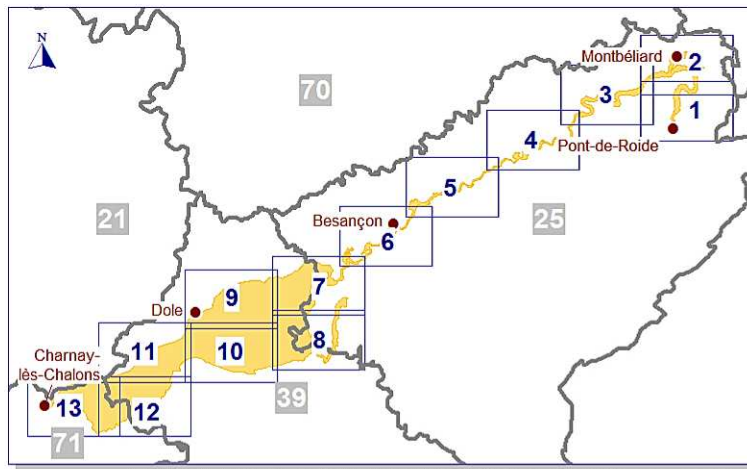 N
70
Montbéliard
2
3
1
4
Pont-de-Roide
5
21
Besançon
25
6
7
9
Dole
8
11
10
Charnay-
lès-Chalons
39
13
12
71